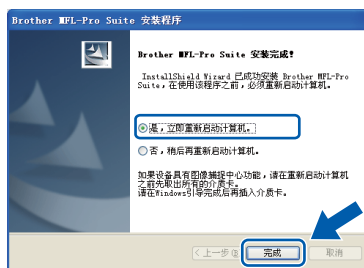 Brother MFL-Pro Suite 安装程序
Brother MFL-Pro Suite 安装完成!
InstallShield Wizard 已成功安装 Brother MFL-Pro
Suite，在使用该程序之前，必须重新启动计算机。
是，立即重新启动计算机。
否，稍后再重新启动计算机。
如果设备具有图像捕捉中心功能，请在重新启动计算机
之前先取出所有的介质卡。
请在Windows引导完成后再插入介质卡。
< 上一步(B) 完成 取消